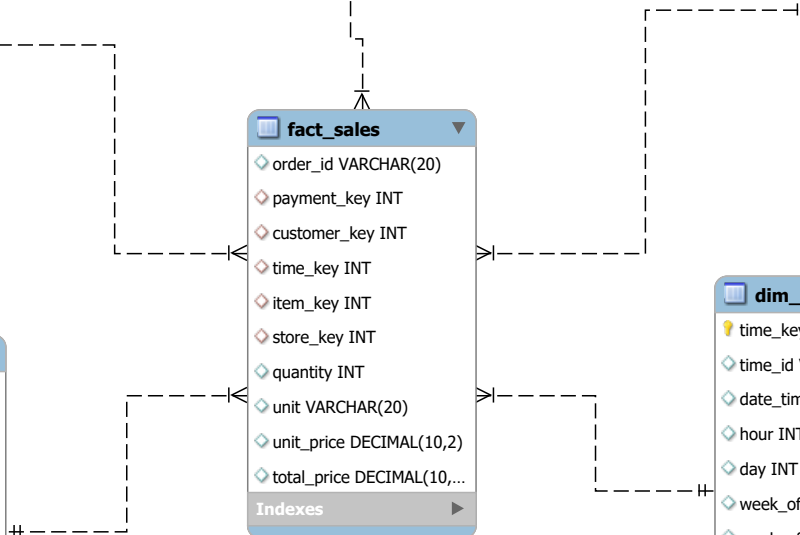 fact_sales
order_id VARCHAR(20)
payment_key INT
customer_key INT
time_key INT
item_key INT
store_key INT
quantity INT
unit VARCHAR(20)
unit_price DECIMAL(10,2)
total_price DECIMAL(10,...
Indexes
dim_
time_key
time_id
date_tim
hour INT
day INT
week_of